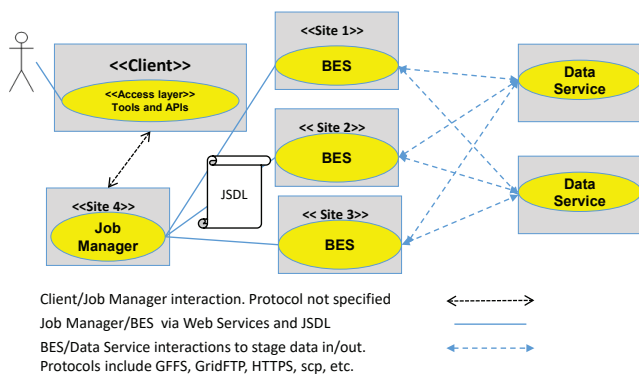 <<Site 1>>
BES
<<Client>>
<<Access layer>>
Tools and APIs
Data
Service
<< Site 2>>
BES
JSDL
Data
Service
<<Site 4>>
Job
Manager
<< Site 3>>
BES
Client/Job Manager interaction. Protocol not specified
Job Manager/BES via Web Services and JSDL
BES/Data Service interactions to stage data in/out.
Protocols include GFFS, GridFTP, HTTPS, scp, etc.